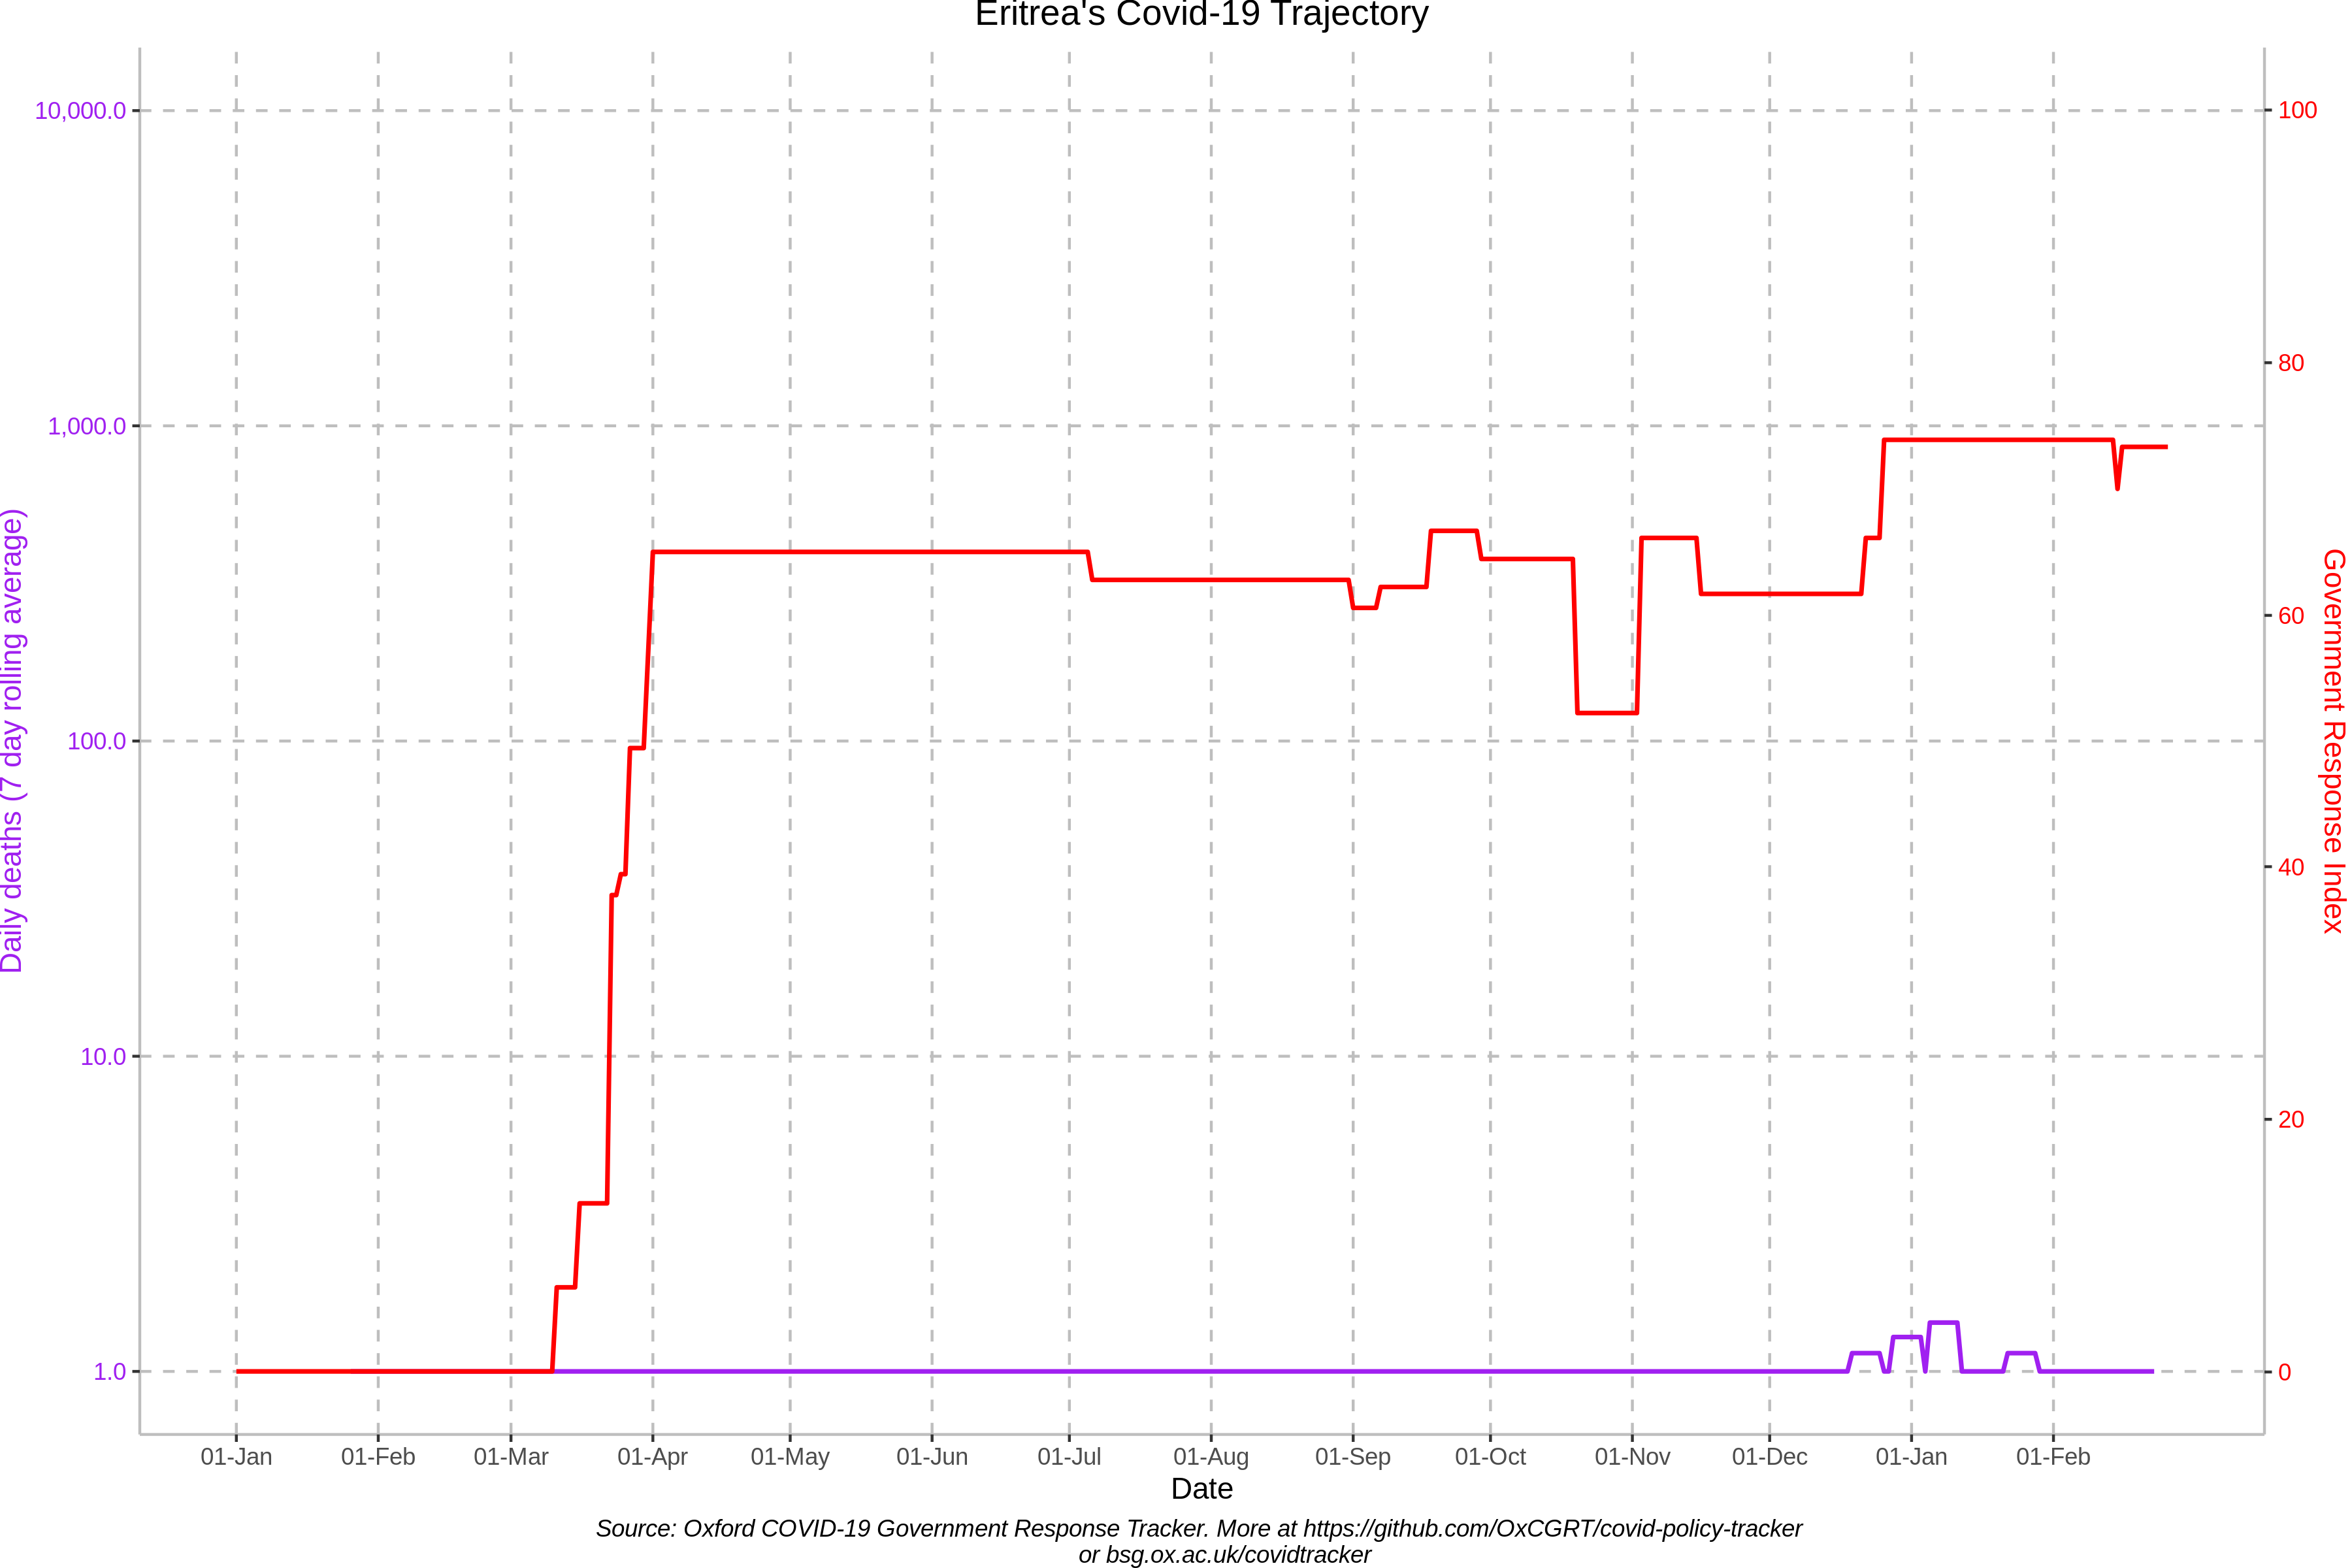 Eritrea's Covid-19 Trajectory
10,000.0
1,000.0
100.0
10.0
1.0
Daily deaths (7 day rolling average)
100
80
60
40
20
0
Government Response Index
01-Jan 01-Feb 01-Mar 01-Apr 01-May 01-Jun 01-Jul 01-Aug 01-Sep 01-Oct 01-Nov 01-Dec 01-Jan 01-Feb
Date
Source: Oxford COVID-19 Government Response Tracker. More at https://github.com/OxCGRT/covid-policy-tracker
or bsg.ox.ac.uk/covidtracker